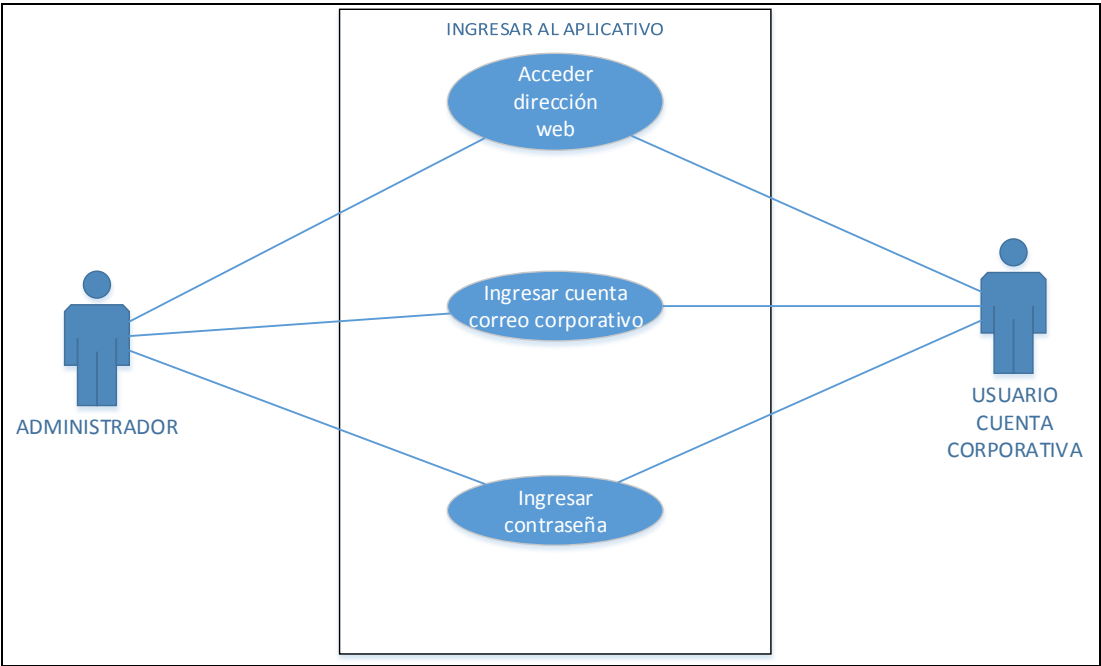 INGRESAR AL APLICATIVO
Acceder
dirección
web
Ingresar cuenta
correo corporativo
Ingresar
contraseña
ADMINISTRADOR
USUARIO
CUENTA
CORPORATIVA